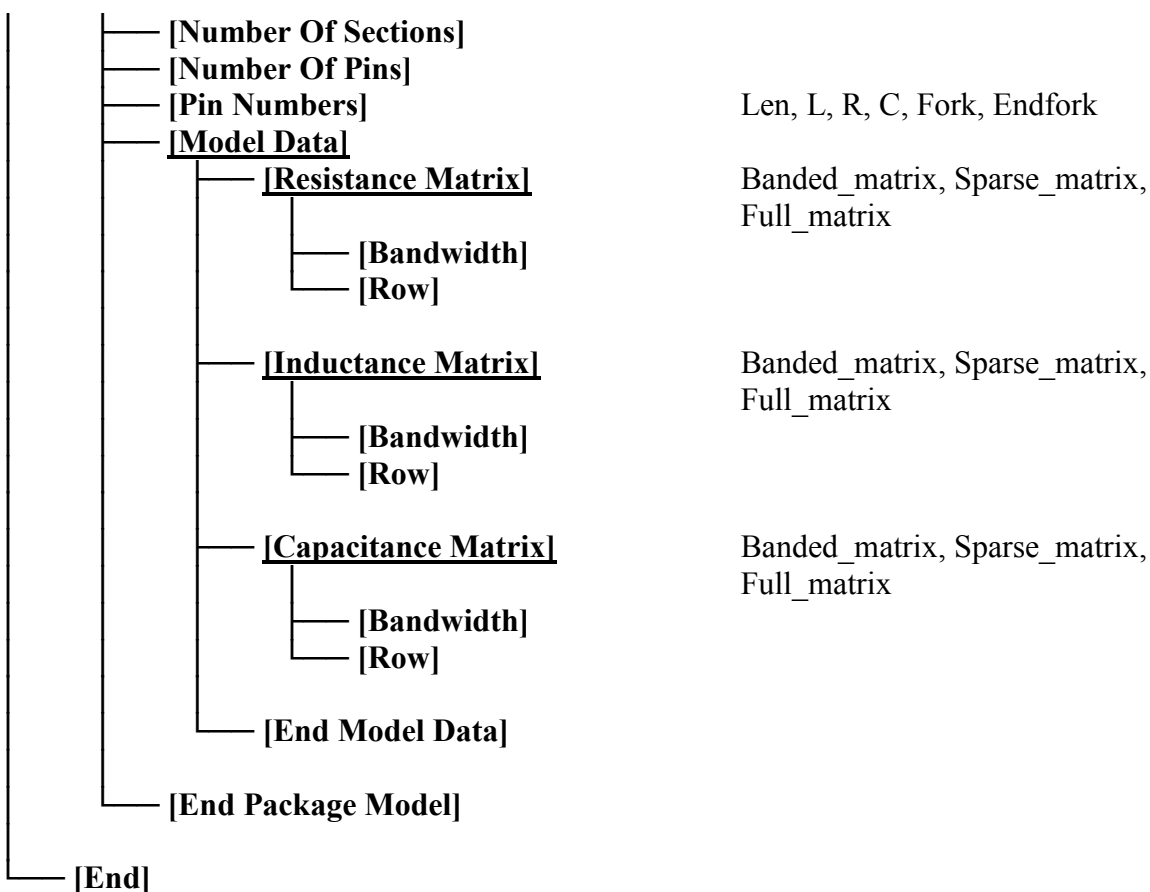 [Number Of Sections]
[Number Of Pins]
[Pin Numbers] Len, L, R, C, Fork, Endfork
[Model Data]
[Resistance Matrix] Banded_matrix, Sparse_matrix,
Full_matrix
[Bandwidth]
[Row]
[Inductance Matrix] Banded_matrix, Sparse_matrix,
Full_matrix
[Bandwidth]
[Row]
[Capacitance Matrix] Banded_matrix, Sparse_matrix,
Full_matrix
[Bandwidth]
[Row]
[End Model Data]
[End Package Model]
[End]